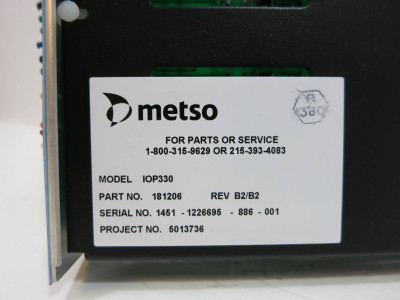 metso
R
380
FOR PARTS OR SERVICE
1-800-315-9629 OR 215-393-4083
MODEL IOP330
PART NO. 181206 REV B2/B2
SERIAL NO. 1451 - 1226695 - 886 - 001
PROJECT NO. 5013736